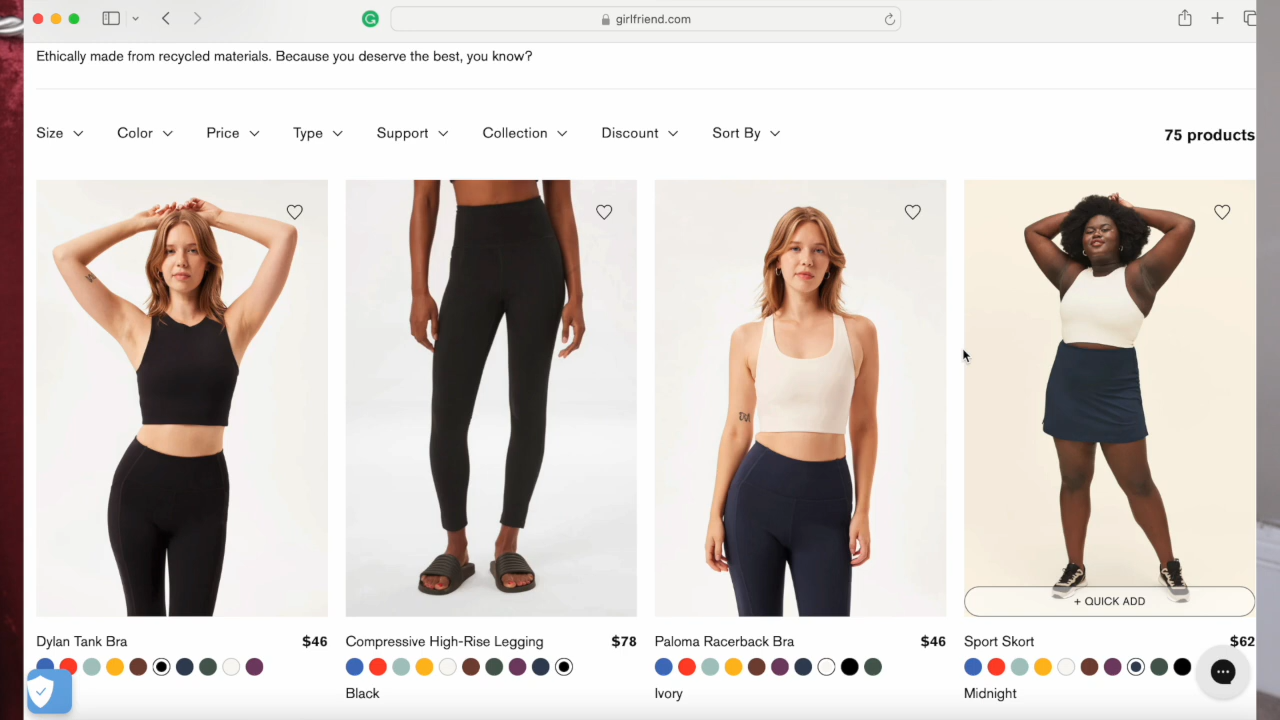 girlfriend.com
Ethically made from recycled materials. Because you deserve the best, you know?
Size Color Price Type Support Collection Discount Sort By 75 products
+ QUICK ADD
Dylan Tank Bra $46 Compressive High-Rise Legging $78 Paloma Racerback Bra $46 Sport Skort $62
Black Ivory Midnight